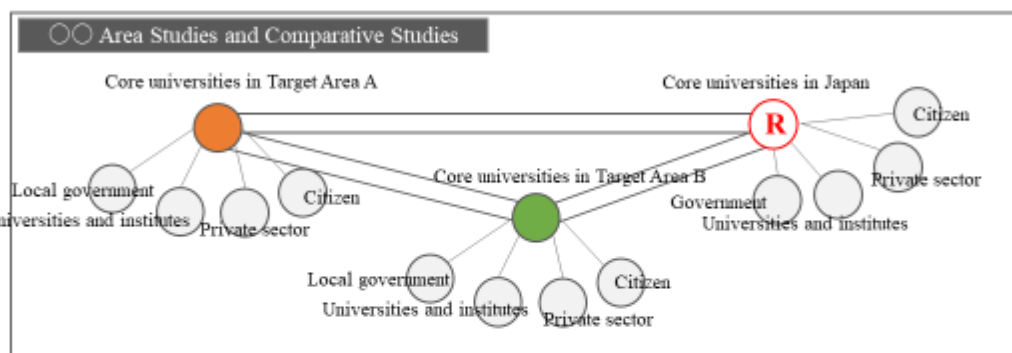 ○○ Area Studies and Comparative Studies
Core universities in Target Area A
Core universities in Japan
R
Citizen
Private sector
Government
Universities and institutes
Local government
niversities and institutes
Private sector
Citizen
Core universities in Target Area B
Local government
Universities and institutes
Private sector
Citizen